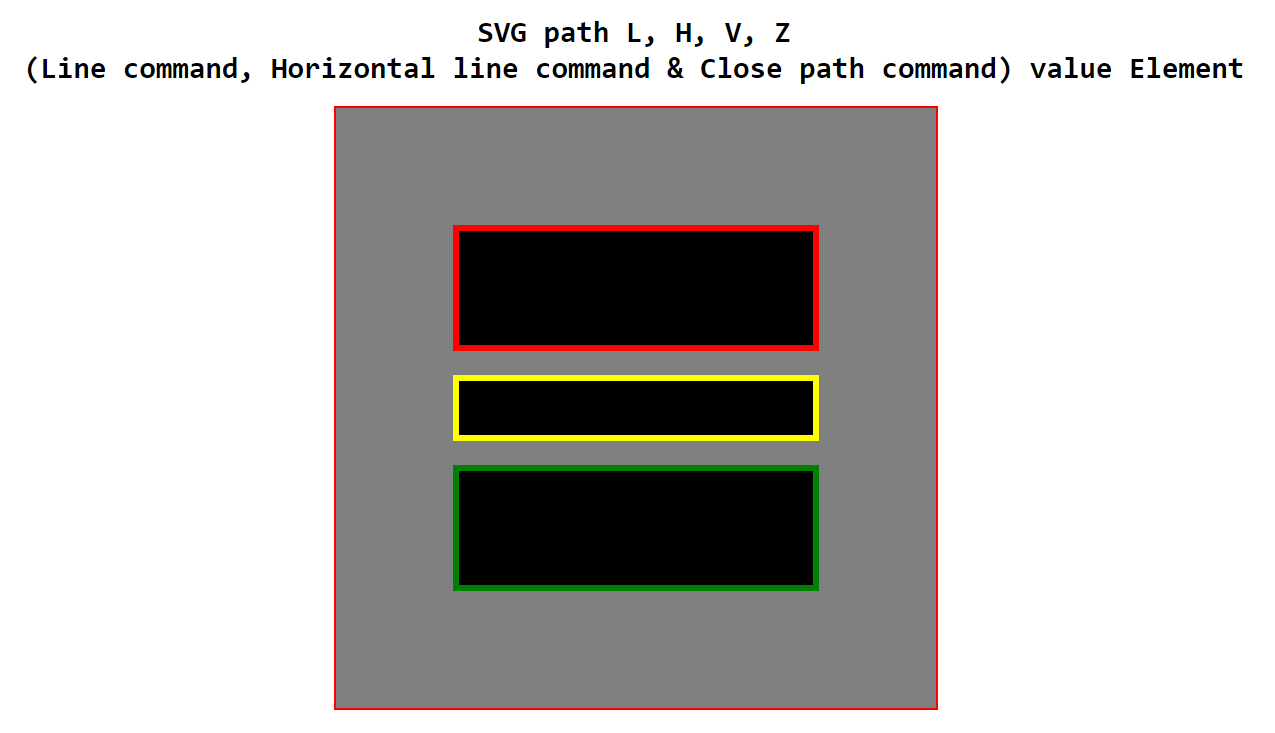 SVG path L, H, V, Z
(Line command, Horizontal line command & Close path command) value Element